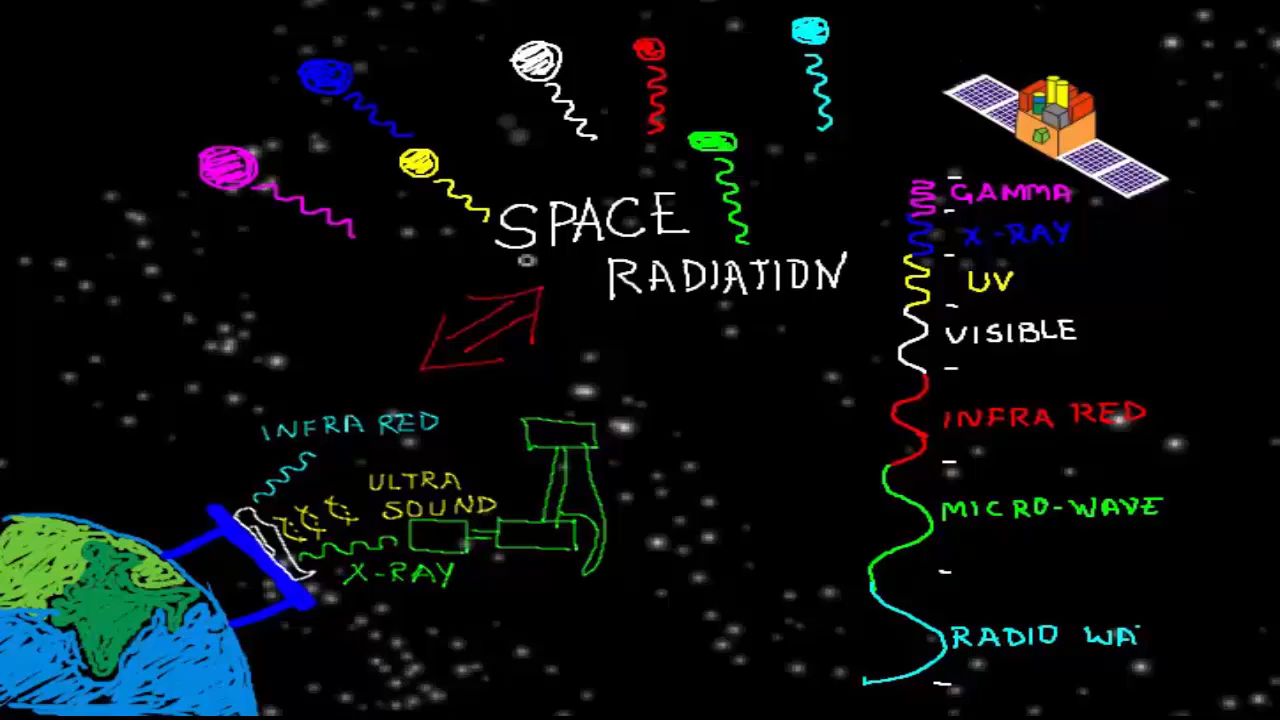 SPACE
RADIATION
GAMMA
X-RAY
UV
VISIBLE
INFRA RED
MICRO-WAVE
RADIO WA
INFRA RED
ULTRA
SOUND
X-RAY